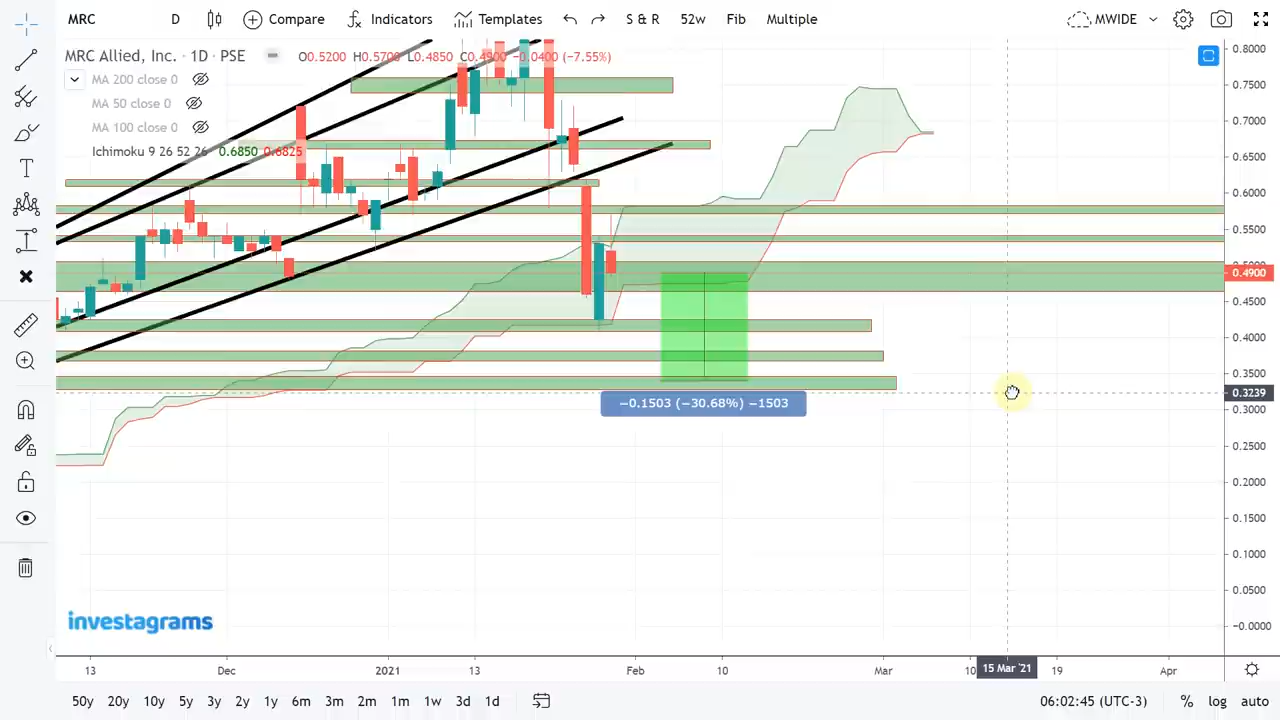 MRC D Compare Indicators Templates S & R 52w Fib Multiple MWIDE
MRC Allied, Inc. · 1D · PSE O0.5200 H0.5700 L0.4850 C0.4900 −0.0400 (−7.55%)
MA 200 close 0
MA 50 close 0
MA 100 close 0
Ichimoku 9 26 52 26 0.6850 0.6825
0.8000
0.7500
0.7000
0.6500
0.6000
0.5500
0.4900
0.4500
0.4000
0.3500
0.3239
0.3000
0.2500
0.2000
0.1500
0.1000
0.0500
−0.0000
−0.1503 (−30.68%) −1503
investagrams
13 Dec 2021 13 Feb 10 Mar 10 15 Mar '21 19 Apr
50y 20y 10y 5y 3y 2y 1y 6m 3m 2m 1m 1w 3d 1d 06:02:45 (UTC-3) % log auto